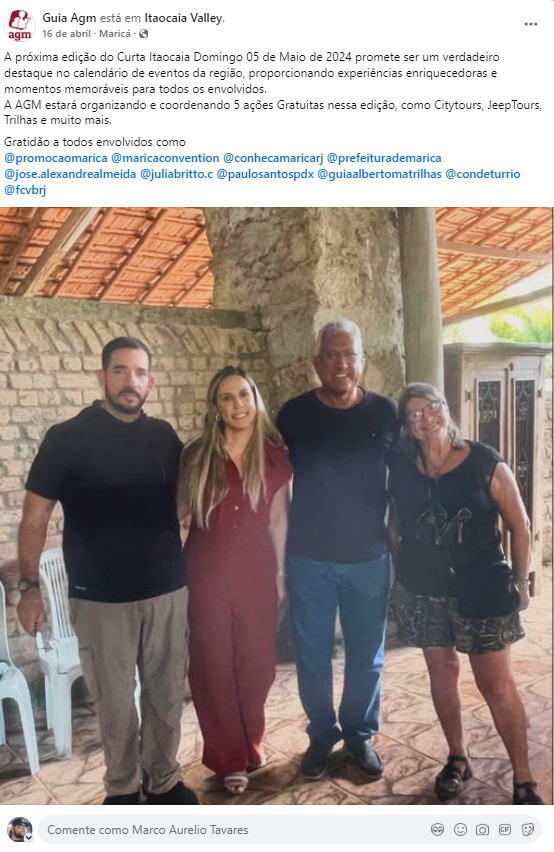 Guia Agm está em Itaocaia Valley.
16 de abril · Maricá ·
agm
A próxima edição do Curta Itaocaia Domingo 05 de Maio de 2024 promete ser um verdadeiro
destaque no calendário de eventos da região, proporcionando experiências enriquecedoras e
momentos memoráveis para todos os envolvidos.
A AGM estará organizando e coordenando 5 ações Gratuitas nessa edição, como Citytours, JeepTours,
Trilhas e muito mais.
Gratidão a todos envolvidos como
@promocaomarica @maricaconvention @conhecamaricarj @prefeiturademarica
@jose.alexandrealmeida @juliabritto.c @paulosantospdx @guiaalbertomatrilhas @condeturrio
@fcvbrj
Comente como Marco Aurelio Tavares
GIF